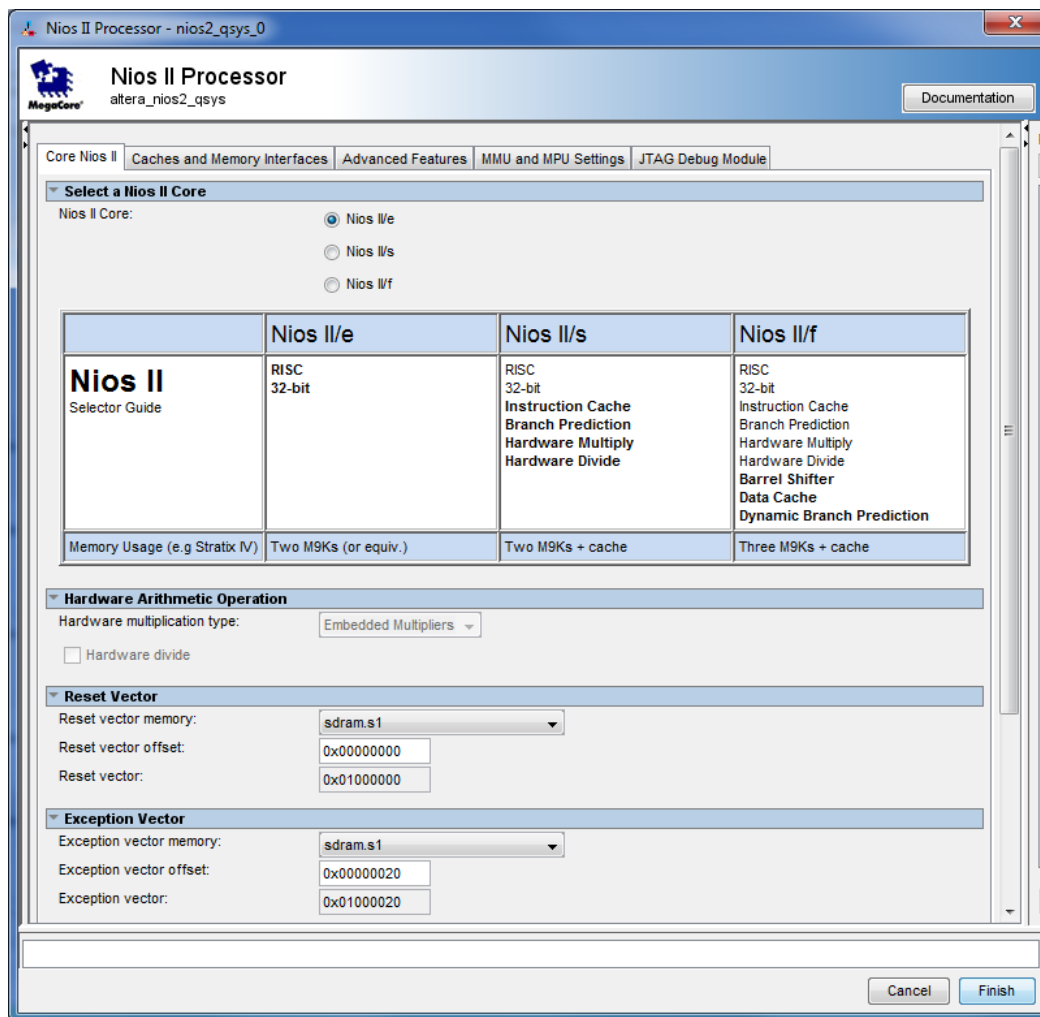 Nios II Processor - nios2_qsys_0
Nios II Processor
altera_nios2_qsys
MegaCore®
Documentation
Core Nios II
Caches and Memory Interfaces
Advanced Features
MMU and MPU Settings
JTAG Debug Module
Select a Nios II Core
Nios II Core:
Nios II/e
Nios II/s
Nios II/f
Nios II/e
Nios II/s
Nios II/f
Nios II
Selector Guide
RISC
32-bit
RISC
32-bit
Instruction Cache
Branch Prediction
Hardware Multiply
Hardware Divide
RISC
32-bit
Instruction Cache
Branch Prediction
Hardware Multiply
Hardware Divide
Barrel Shifter
Data Cache
Dynamic Branch Prediction
Memory Usage (e.g Stratix IV)
Two M9Ks (or equiv.)
Two M9Ks + cache
Three M9Ks + cache
Hardware Arithmetic Operation
Hardware multiplication type:
Embedded Multipliers
Hardware divide
Reset Vector
Reset vector memory:
sdram.s1
Reset vector offset:
0x00000000
Reset vector:
0x01000000
Exception Vector
Exception vector memory:
sdram.s1
Exception vector offset:
0x00000020
Exception vector:
0x01000020
Cancel
Finish